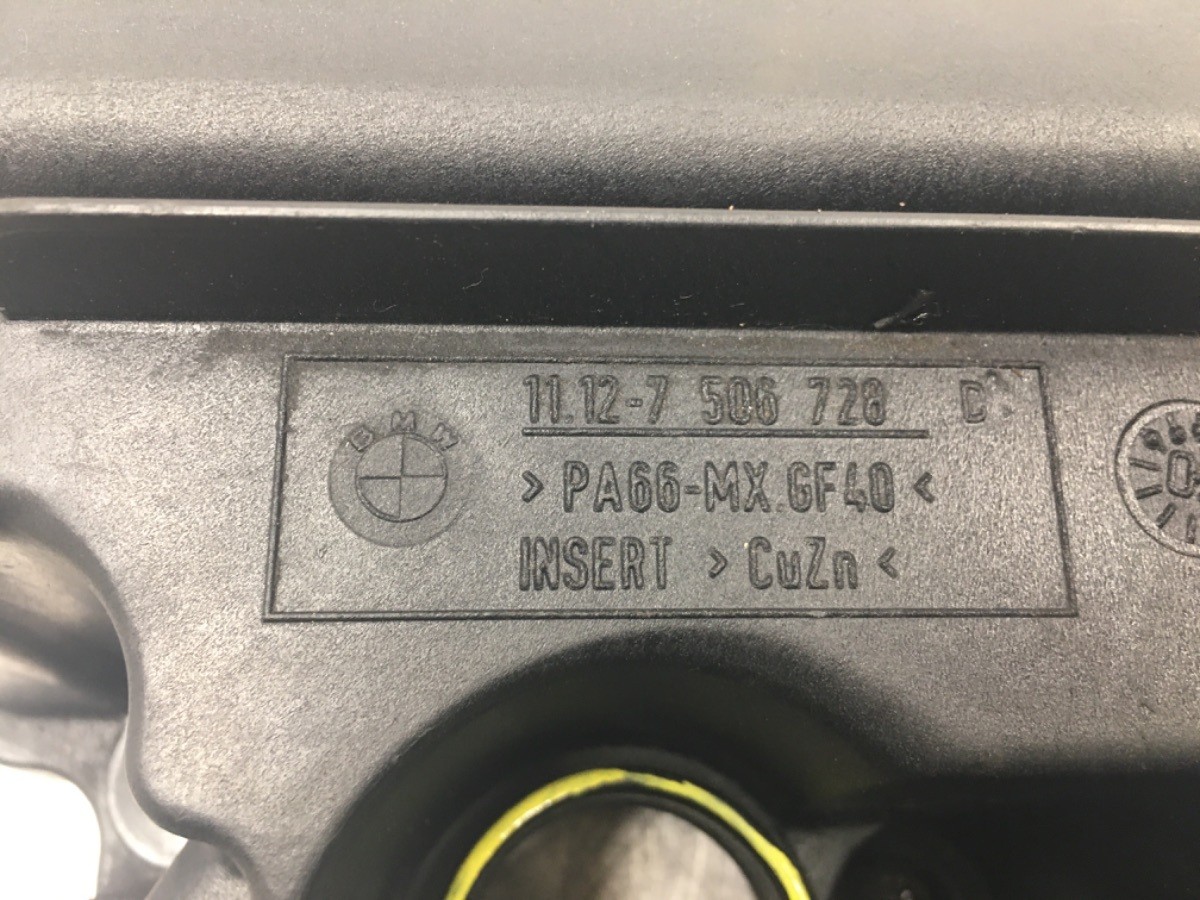 BMW
11.12-7 506 728 D
>PA66-MX.GF40<
INSERT >CuZn<